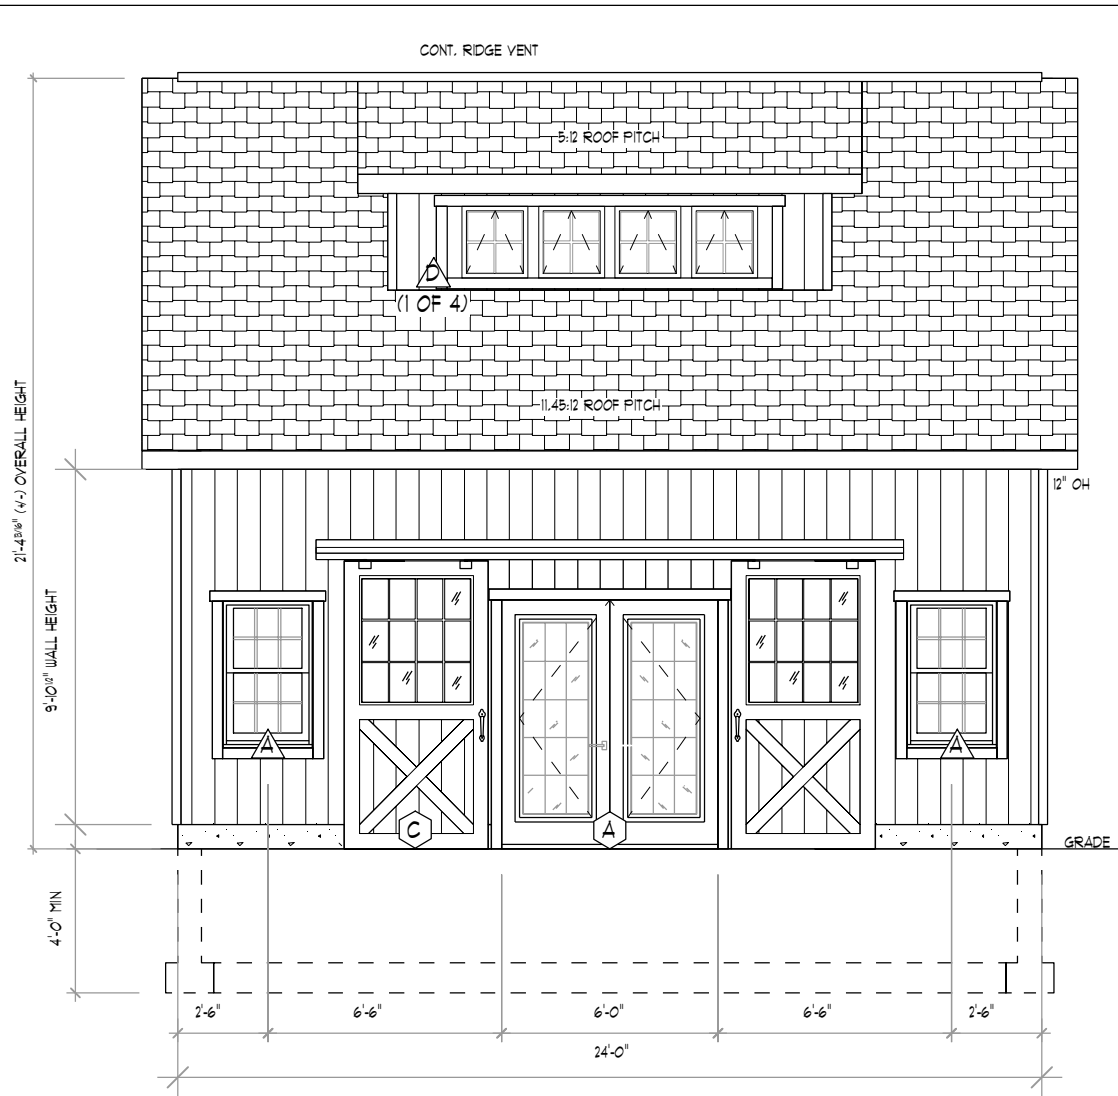 CONT. RIDGE VENT
5:12 ROOF PITCH
D
(1 OF 4)
11.45:12 ROOF PITCH
12" OH
21'-4 5/16" (+/-) OVERALL HEIGHT
9'-10 1/2" WALL HEIGHT
A
A
C
A
GRADE
4'-0" MIN
2'-6"
6'-6"
6'-0"
6'-6"
2'-6"
24'-0"